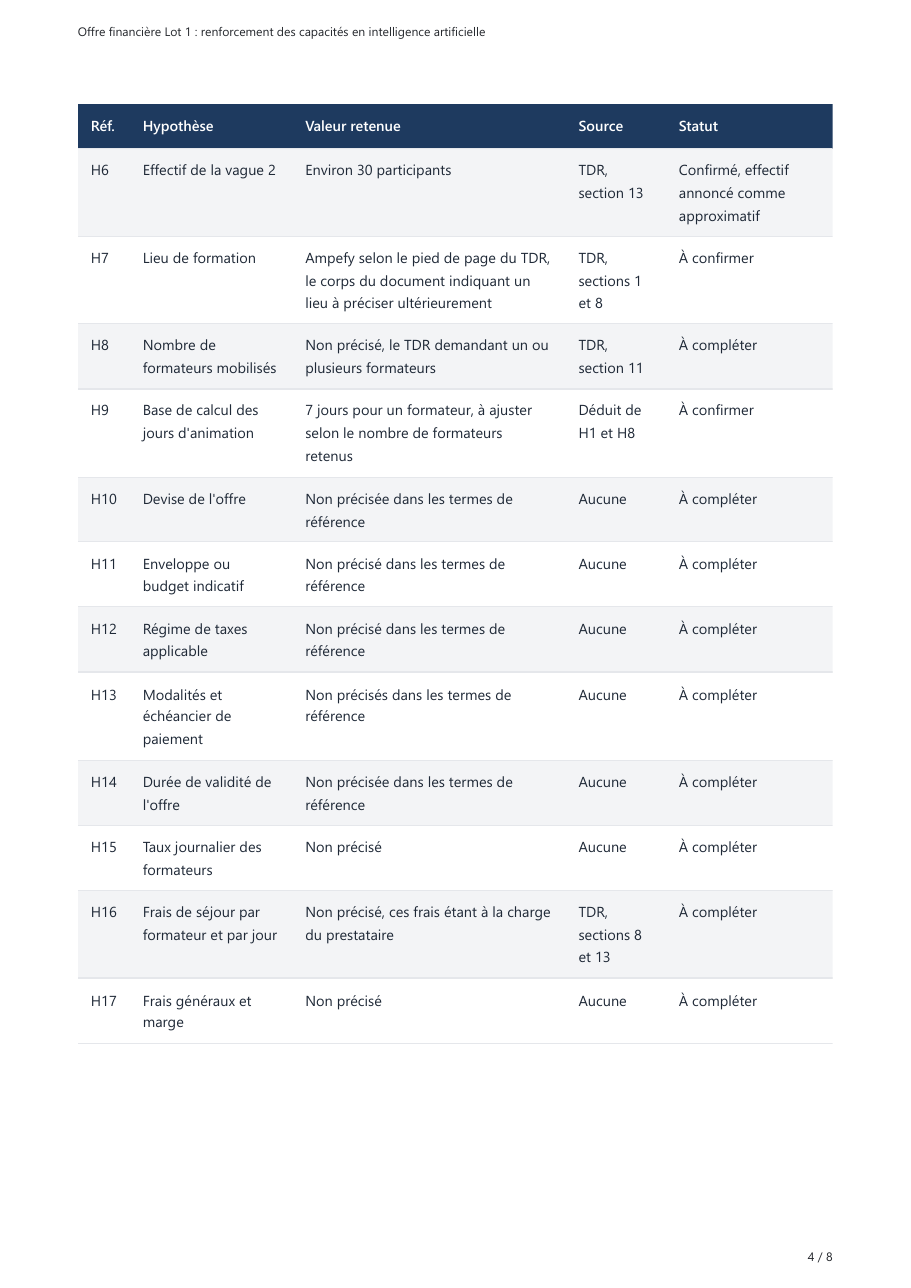 Offre financière Lot 1 : renforcement des capacités en intelligence artificielle
Réf. Hypothèse Valeur retenue Source Statut
H6 Effectif de la vague 2 Environ 30 participants TDR, Confirmé, effectif
section 13 annoncé comme
approximatif
H7 Lieu de formation Ampefy selon le pied de page du TDR, TDR, À confirmer
le corps du document indiquant un sections 1
lieu à préciser ultérieurement et 8
H8 Nombre de Non précisé, le TDR demandant un ou TDR, À compléter
formateurs mobilisés plusieurs formateurs section 11
H9 Base de calcul des 7 jours pour un formateur, à ajuster Déduit de À confirmer
jours d'animation selon le nombre de formateurs H1 et H8
retenus
H10 Devise de l'offre Non précisée dans les termes de Aucune À compléter
référence
H11 Enveloppe ou Non précisé dans les termes de Aucune À compléter
budget indicatif référence
H12 Régime de taxes Non précisé dans les termes de Aucune À compléter
applicable référence
H13 Modalités et Non précisés dans les termes de Aucune À compléter
échéancier de référence
paiement
H14 Durée de validité de Non précisée dans les termes de Aucune À compléter
l'offre référence
H15 Taux journalier des Non précisé Aucune À compléter
formateurs
H16 Frais de séjour par Non précisé, ces frais étant à la charge TDR, À compléter
formateur et par jour du prestataire sections 8
et 13
H17 Frais généraux et Non précisé Aucune À compléter
marge
4 / 8